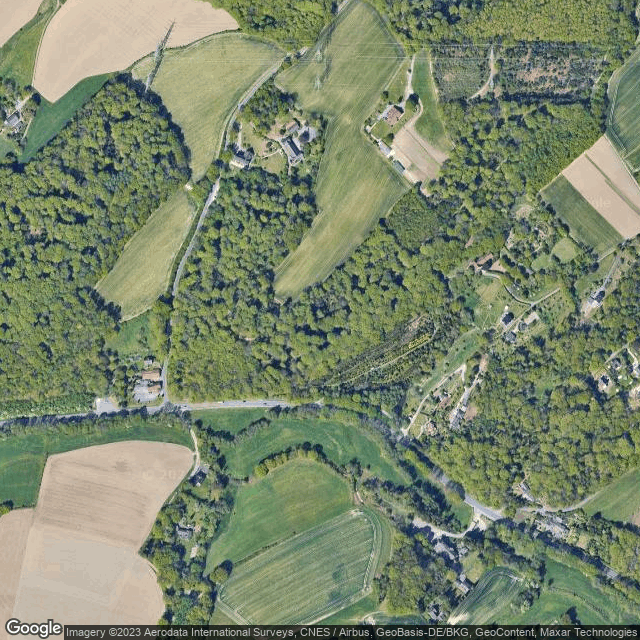 Google
Imagery ©2023 Aerodata International Surveys, CNES / Airbus, GeoBasis-DE/BKG, GeoContent, Maxar Technologies